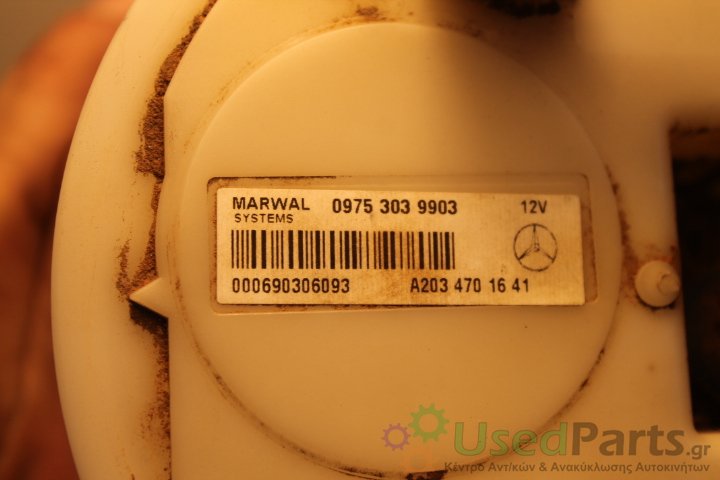 MARWAL 0975 303 9903 12V
SYSTEMS
000690306093 A203 470 16 41
UsedParts.gr
Κέντρο Αντ/κών & Ανακύκλωσης Αυτοκινήτων